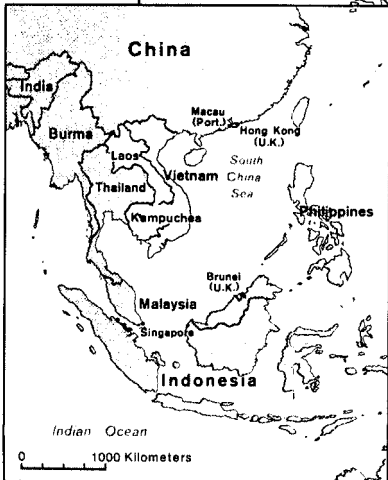 China
India
Macau
(Port.)
Hong Kong
(U.K.)
Burma
Laos
Vietnam
South
China
Sea
Thailand
Kampuchea
Philippines
Brunei
(U.K.)
Malaysia
Singapore
Indonesia
Indian Ocean
0 1000 Kilometers